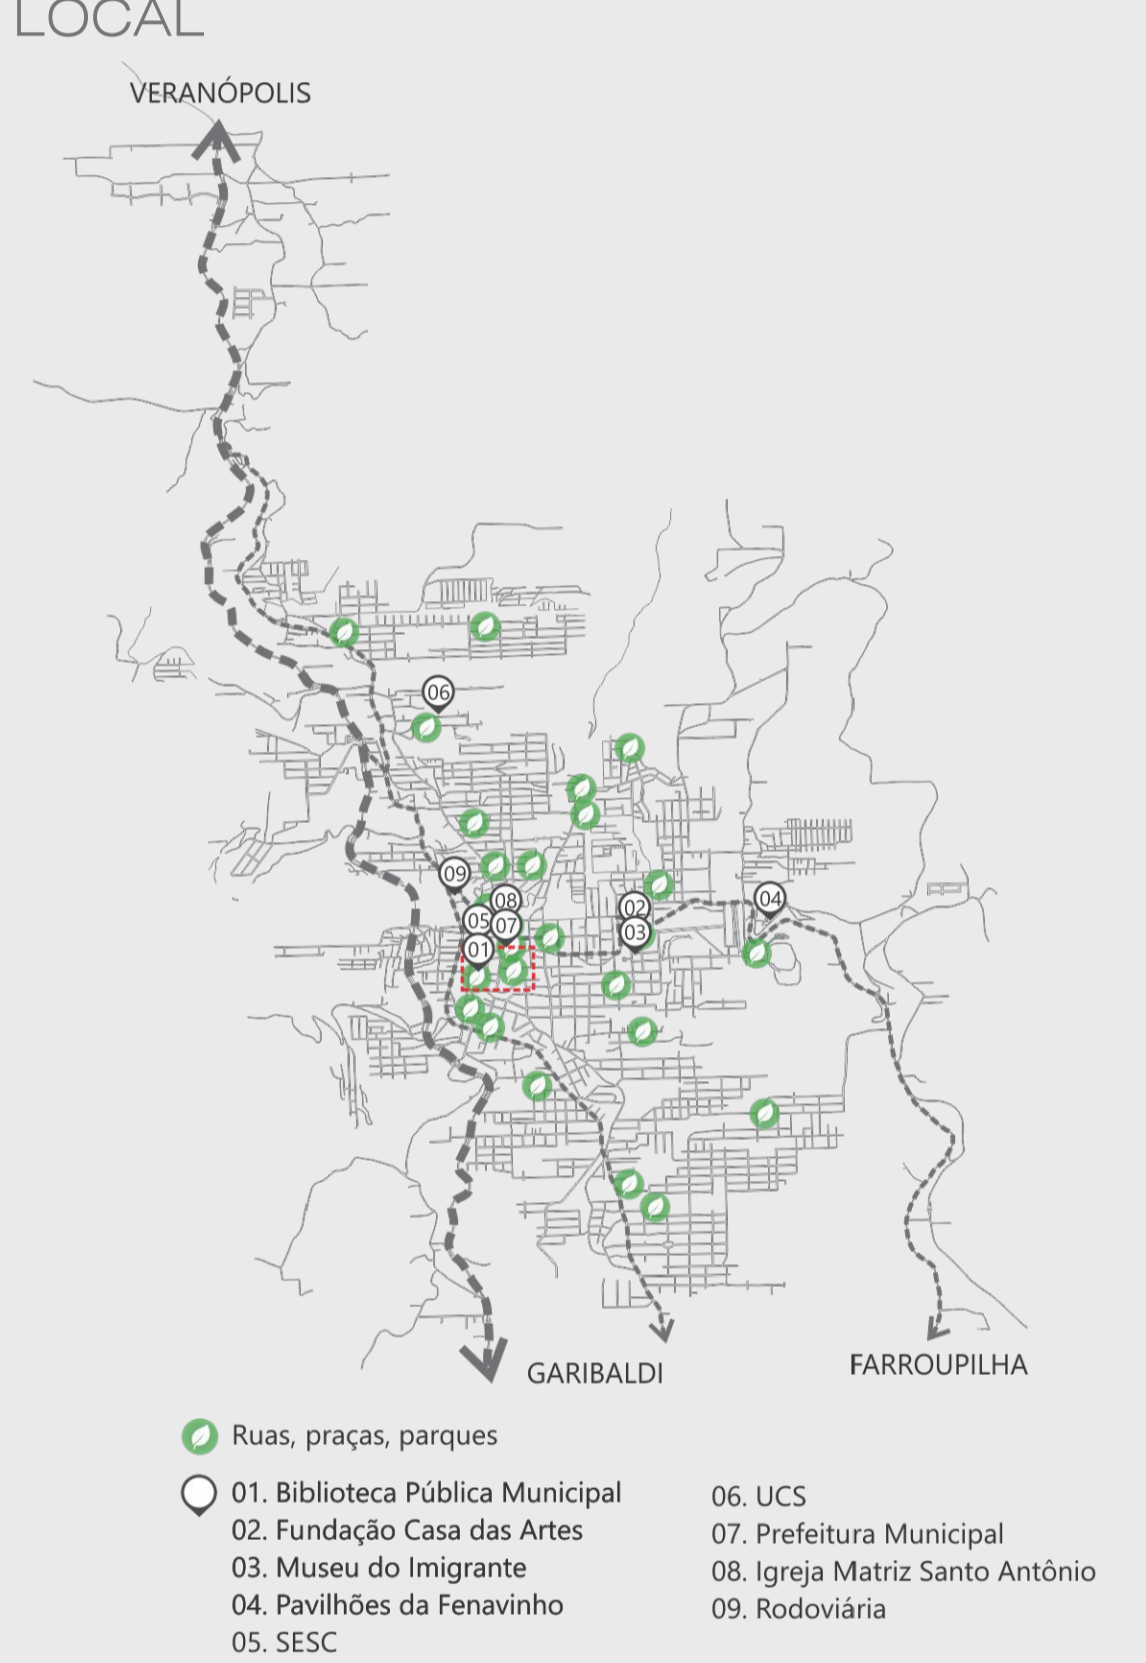 LOCAL
VERANÓPOLIS
06
09
08
02
04
05
07
03
01
GARIBALDI
FARROUPILHA
Ruas, praças, parques
01. Biblioteca Pública Municipal
02. Fundação Casa das Artes
03. Museu do Imigrante
04. Pavilhões da Fenavinho
05. SESC
06. UCS
07. Prefeitura Municipal
08. Igreja Matriz Santo Antônio
09. Rodoviária